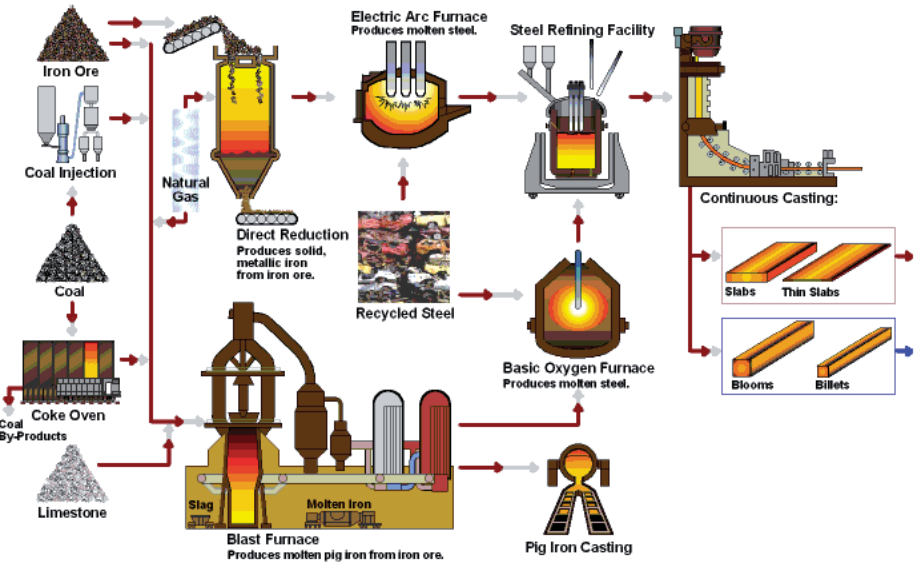 Electric Arc Furnace
Produces molten steel.
Steel Refining Facility
Iron Ore
Coal Injection
Natural
Gas
Direct Reduction
Produces solid,
metallic iron
from iron ore.
Continuous Casting:
Coal
Recycled Steel
Slabs
Thin Slabs
Basic Oxygen Furnace
Produces molten steel.
Blooms
Billets
Coke Oven
Coal
By-Products
Limestone
Slag
Molten Iron
Blast Furnace
Produces molten pig iron from iron ore.
Pig Iron Casting